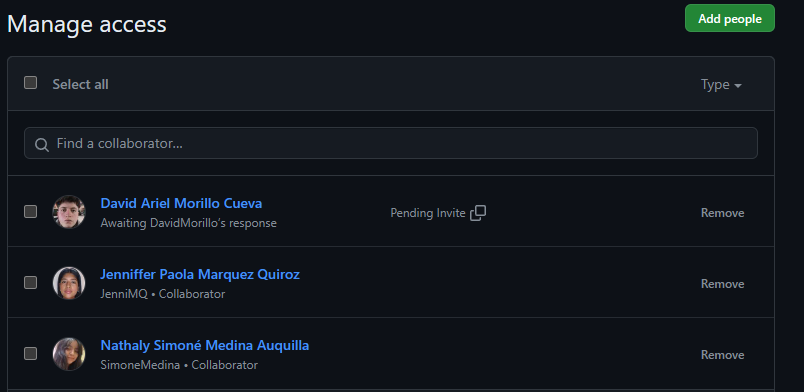 Manage access
Add people
Select all
Type
Find a collaborator...
David Ariel Morillo Cueva
Awaiting DavidMorillo's response
Pending Invite
Remove
Jenniffer Paola Marquez Quiroz
JenniMQ • Collaborator
Remove
Nathaly Simoné Medina Auquilla
SimoneMedina • Collaborator
Remove